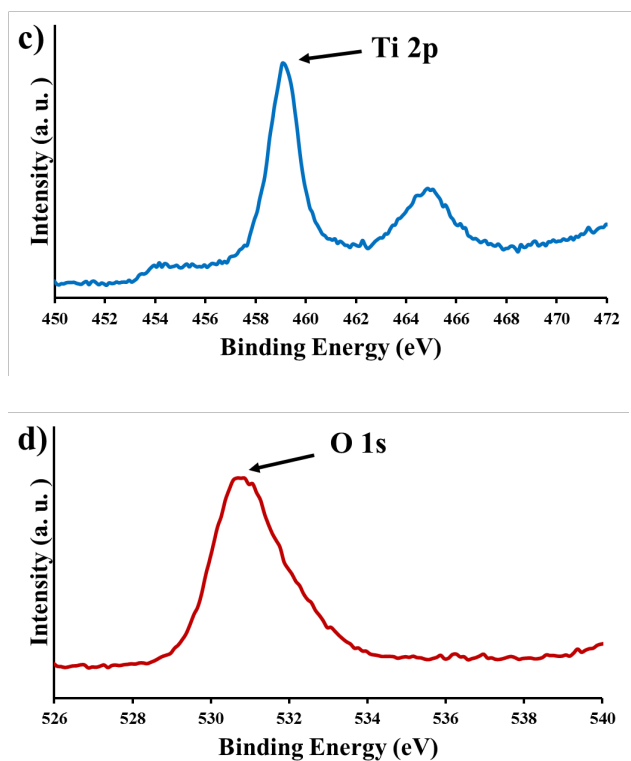 c)
Ti 2p
Intensity (a. u.)
450 452 454 456 458 460 462 464 466 468 470 472
Binding Energy (eV)
d)
O 1s
Intensity (a. u.)
526 528 530 532 534 536 538 540
Binding Energy (eV)